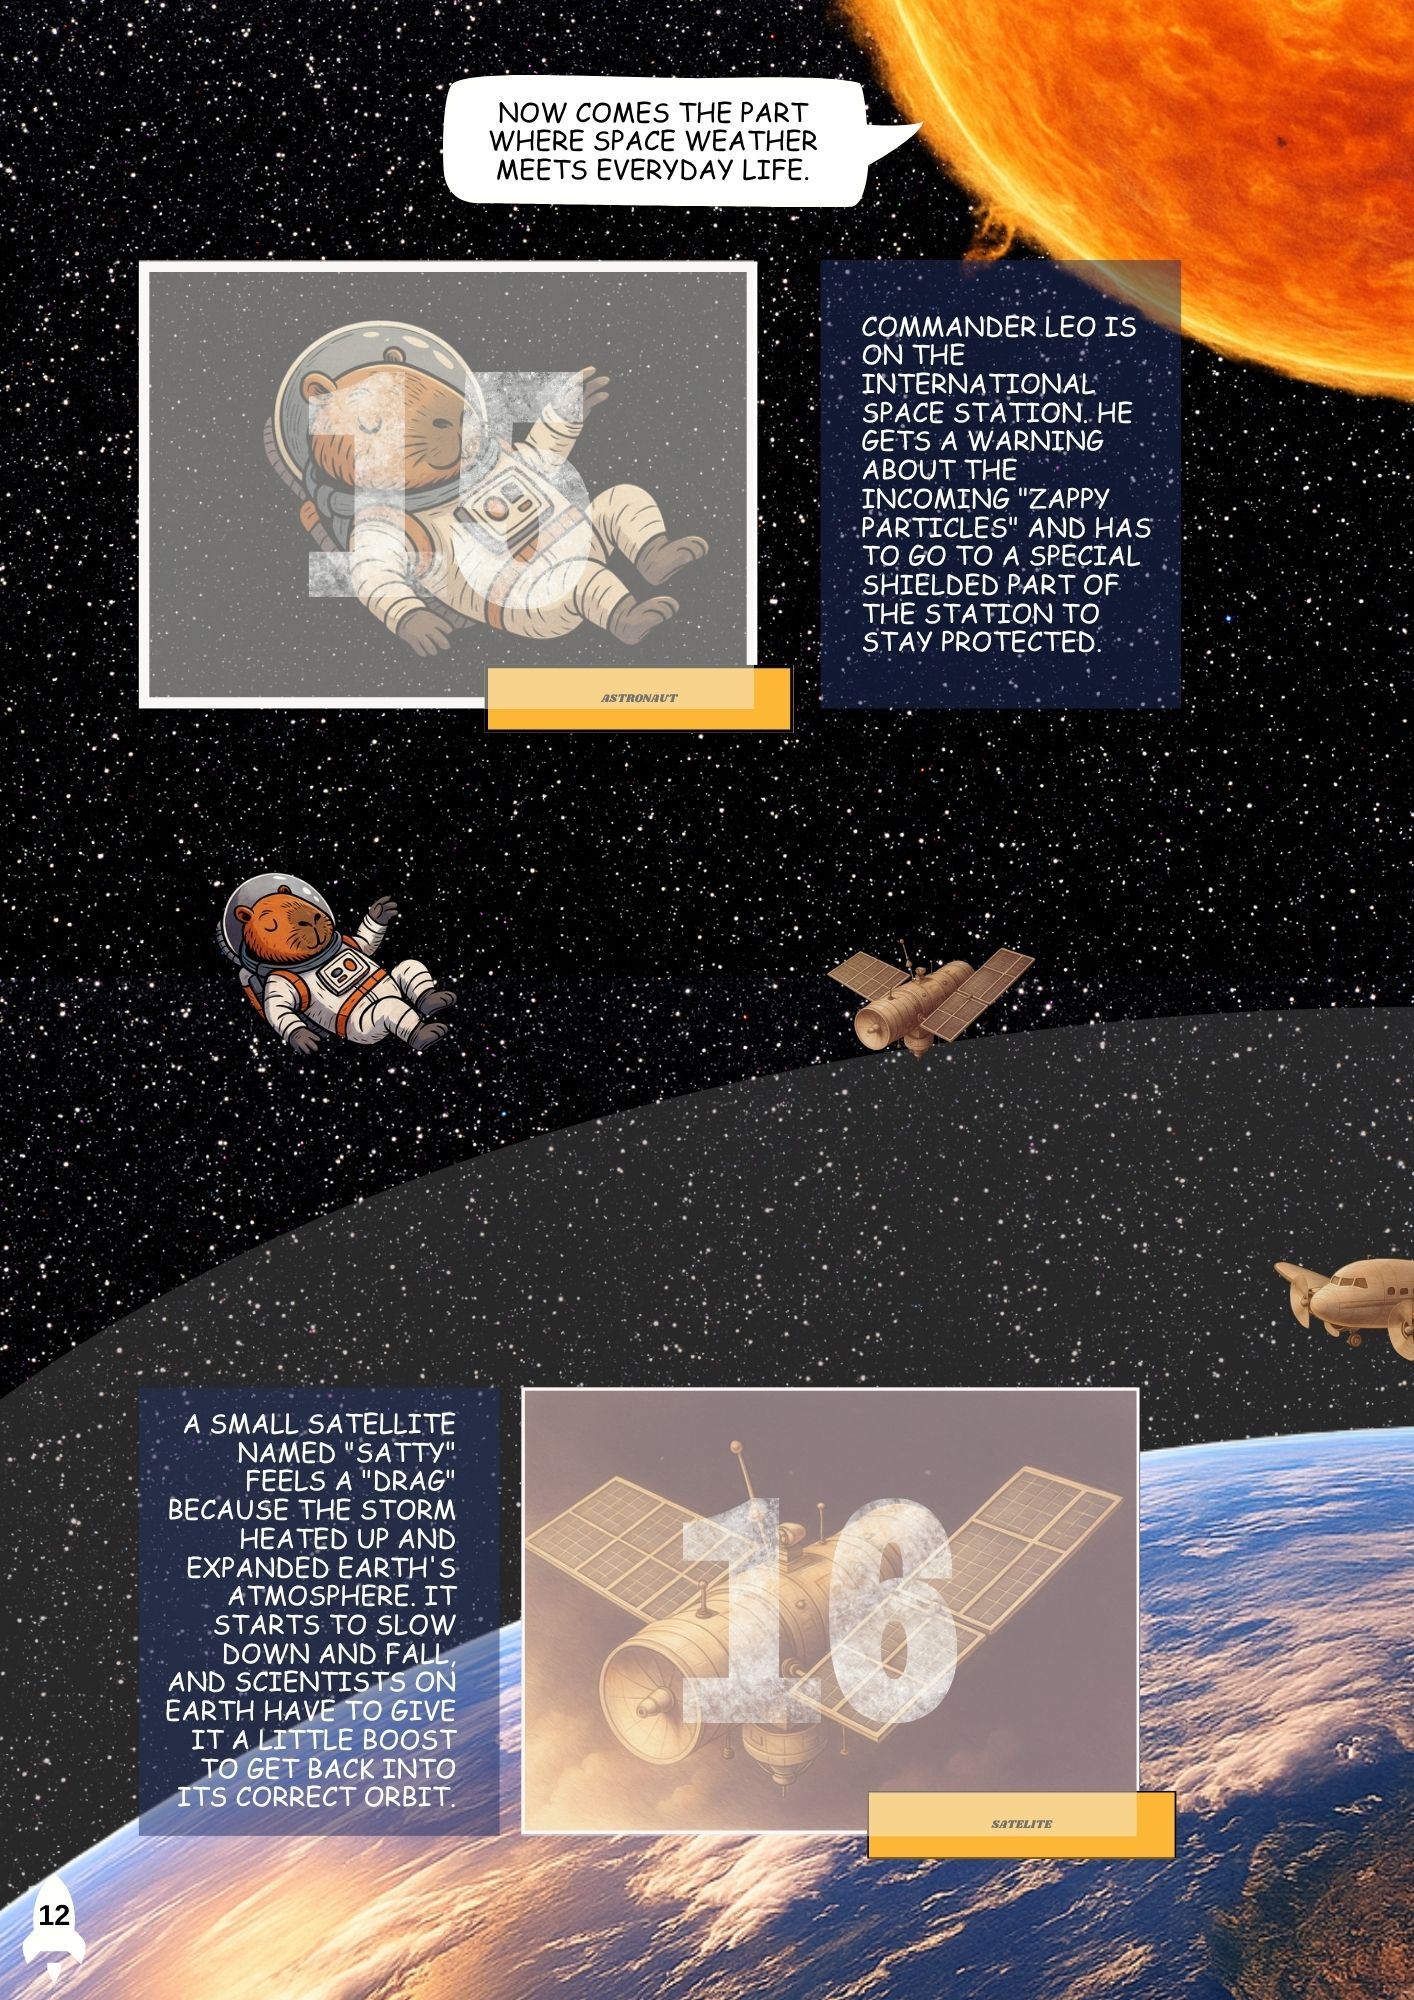 NOW COMES THE PART
WHERE SPACE WEATHER
MEETS EVERYDAY LIFE.
15
COMMANDER LEO IS
ON THE
INTERNATIONAL
SPACE STATION. HE
GETS A WARNING
ABOUT THE
INCOMING "ZAPPY
PARTICLES" AND HAS
TO GO TO A SPECIAL
SHIELDED PART OF
THE STATION TO
STAY PROTECTED.
ASTRONAUT
A SMALL SATELLITE
NAMED "SATTY"
FEELS A "DRAG"
BECAUSE THE STORM
HEATED UP AND
EXPANDED EARTH'S
ATMOSPHERE. IT
STARTS TO SLOW
DOWN AND FALL,
AND SCIENTISTS ON
EARTH HAVE TO GIVE
IT A LITTLE BOOST
TO GET BACK INTO
ITS CORRECT ORBIT.
16
SATELITE
12